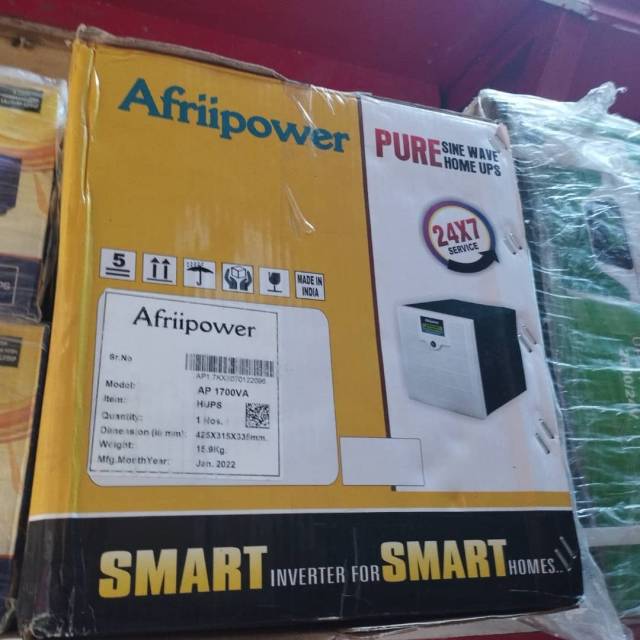 Afriipower
PURE SINE WAVE
HOME UPS
24X7
SERVICE
5
MADE IN
INDIA
Afriipower
Sr.No
Model: AP 1700VA
Item: HUPS
Quantity: 1 Nos.
Dimension (in mm): 425X315X335mm.
Weight: 15.9Kg.
Mfg.MonthYear: Jan. 2022
SMART INVERTER FOR SMART HOMES...